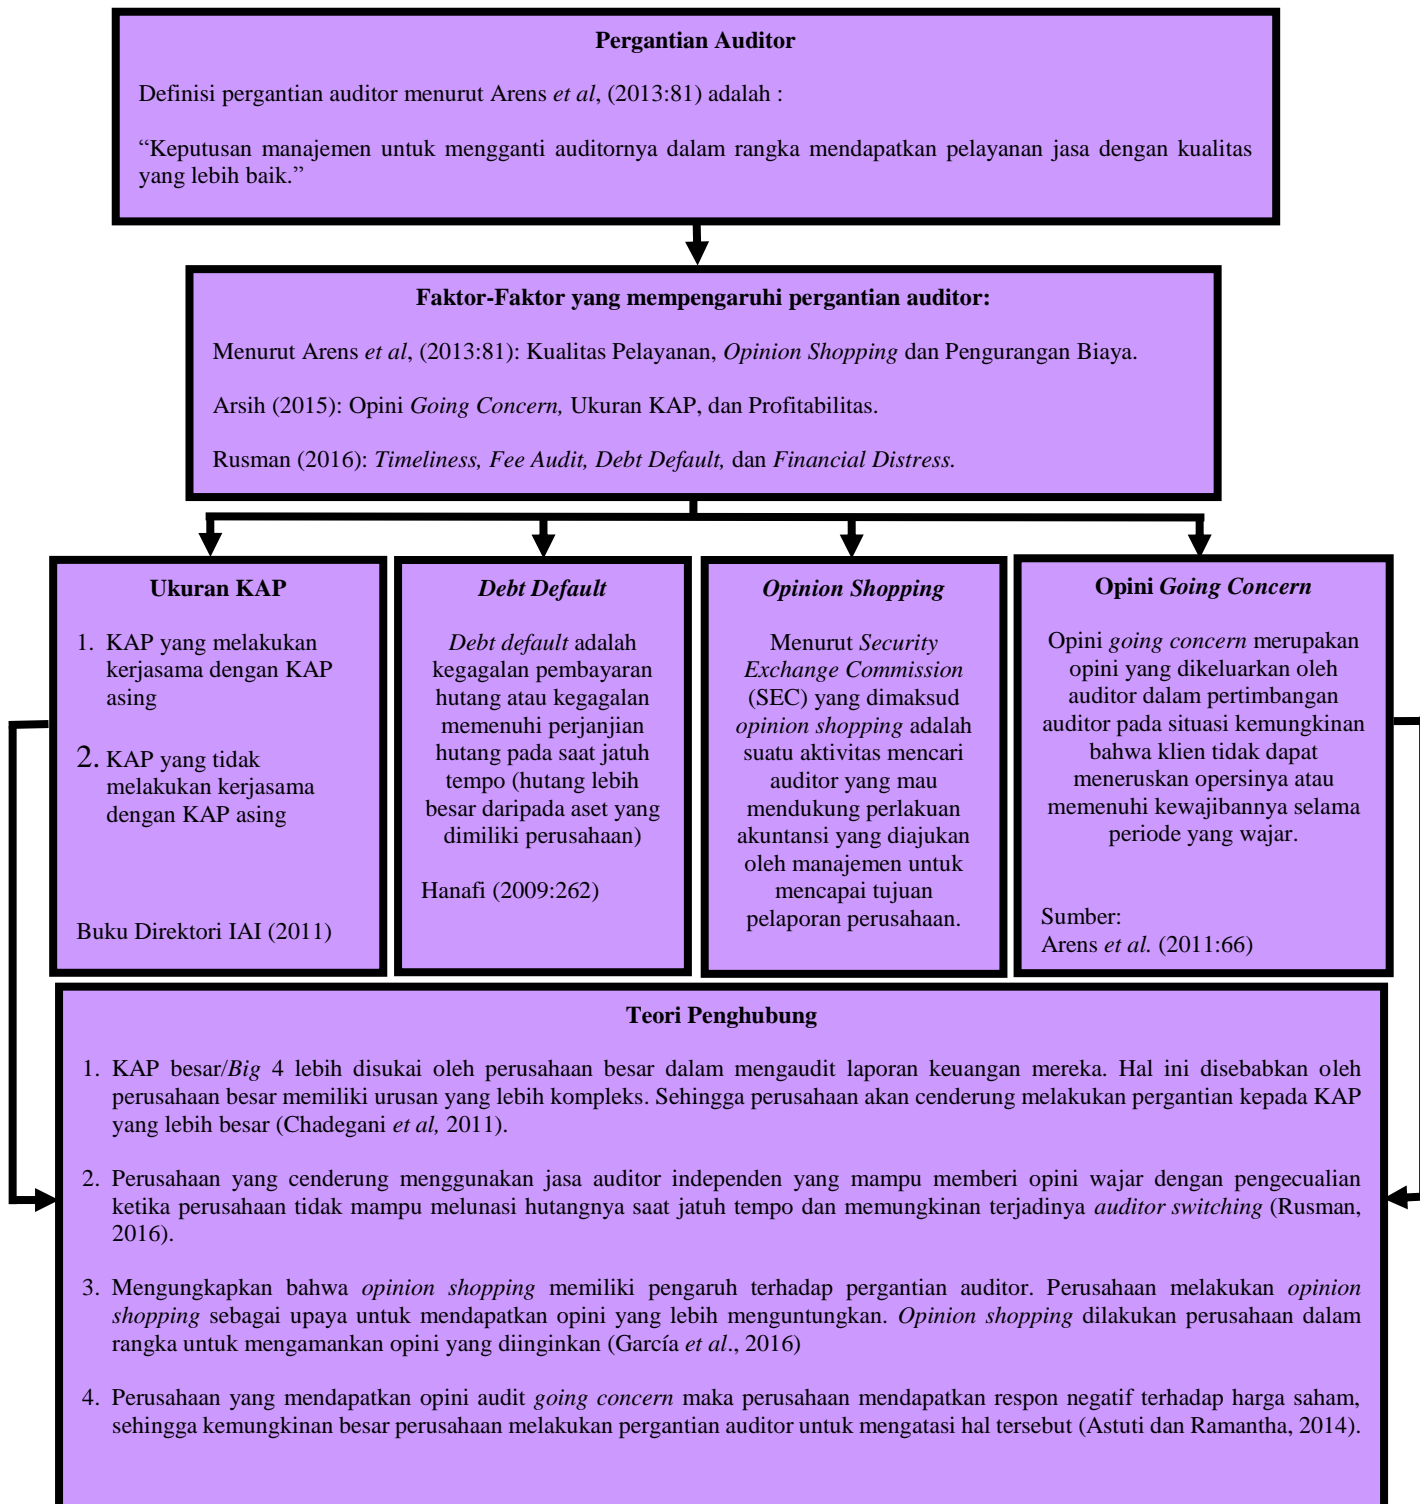 Pergantian Auditor
Definisi pergantian auditor menurut Arens et al, (2013:81) adalah :
“Keputusan manajemen untuk mengganti auditornya dalam rangka mendapatkan pelayanan jasa dengan kualitas
yang lebih baik.”
Faktor-Faktor yang mempengaruhi pergantian auditor:
Menurut Arens et al, (2013:81): Kualitas Pelayanan, Opinion Shopping dan Pengurangan Biaya.
Arsih (2015): Opini Going Concern, Ukuran KAP, dan Profitabilitas.
Rusman (2016): Timeliness, Fee Audit, Debt Default, dan Financial Distress.
Ukuran KAP
1. KAP yang melakukan
kerjasama dengan KAP
asing
2. KAP yang tidak
melakukan kerjasama
dengan KAP asing
Buku Direktori IAI (2011)
Debt Default
Debt default adalah
kegagalan pembayaran
hutang atau kegagalan
memenuhi perjanjian
hutang pada saat jatuh
tempo (hutang lebih
besar daripada aset yang
dimiliki perusahaan)
Hanafi (2009:262)
Opinion Shopping
Menurut Security
Exchange Commission
(SEC) yang dimaksud
opinion shopping adalah
suatu aktivitas mencari
auditor yang mau
mendukung perlakuan
akuntansi yang diajukan
oleh manajemen untuk
mencapai tujuan
pelaporan perusahaan.
Opini Going Concern
Opini going concern merupakan
opini yang dikeluarkan oleh
auditor dalam pertimbangan
auditor pada situasi kemungkinan
bahwa klien tidak dapat
meneruskan opersinya atau
memenuhi kewajibannya selama
periode yang wajar.
Sumber:
Arens et al. (2011:66)
Teori Penghubung
1. KAP besar/Big 4 lebih disukai oleh perusahaan besar dalam mengaudit laporan keuangan mereka. Hal ini disebabkan oleh
perusahaan besar memiliki urusan yang lebih kompleks. Sehingga perusahaan akan cenderung melakukan pergantian kepada KAP
yang lebih besar (Chadegani et al, 2011).
2. Perusahaan yang cenderung menggunakan jasa auditor independen yang mampu memberi opini wajar dengan pengecualian
ketika perusahaan tidak mampu melunasi hutangnya saat jatuh tempo dan memungkinan terjadinya auditor switching (Rusman,
2016).
3. Mengungkapkan bahwa opinion shopping memiliki pengaruh terhadap pergantian auditor. Perusahaan melakukan opinion
shopping sebagai upaya untuk mendapatkan opini yang lebih menguntungkan. Opinion shopping dilakukan perusahaan dalam
rangka untuk mengamankan opini yang diinginkan (García et al., 2016)
4. Perusahaan yang mendapatkan opini audit going concern maka perusahaan mendapatkan respon negatif terhadap harga saham,
sehingga kemungkinan besar perusahaan melakukan pergantian auditor untuk mengatasi hal tersebut (Astuti dan Ramantha, 2014).